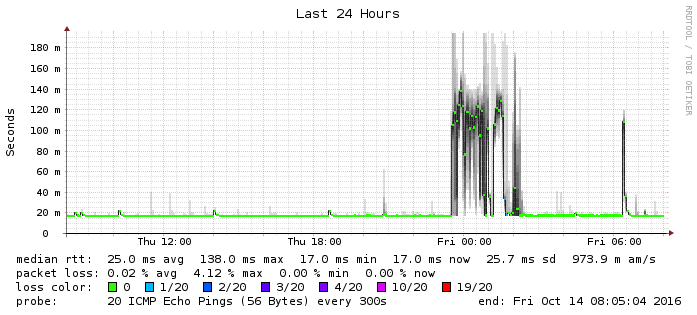 Last 24 Hours
RRDTOOL / TOBI OETIKER
Seconds
180 m
160 m
140 m
120 m
100 m
80 m
60 m
40 m
20 m
0
Thu 12:00 Thu 18:00 Fri 00:00 Fri 06:00
median rtt: 25.0 ms avg 138.0 ms max 17.0 ms min 17.0 ms now 25.7 ms sd 973.9 m am/s
packet loss: 0.02 % avg 4.12 % max 0.00 % min 0.00 % now
loss color: 0 1/20 2/20 3/20 4/20 10/20 19/20
probe: 20 ICMP Echo Pings (56 Bytes) every 300s end: Fri Oct 14 08:05:04 2016